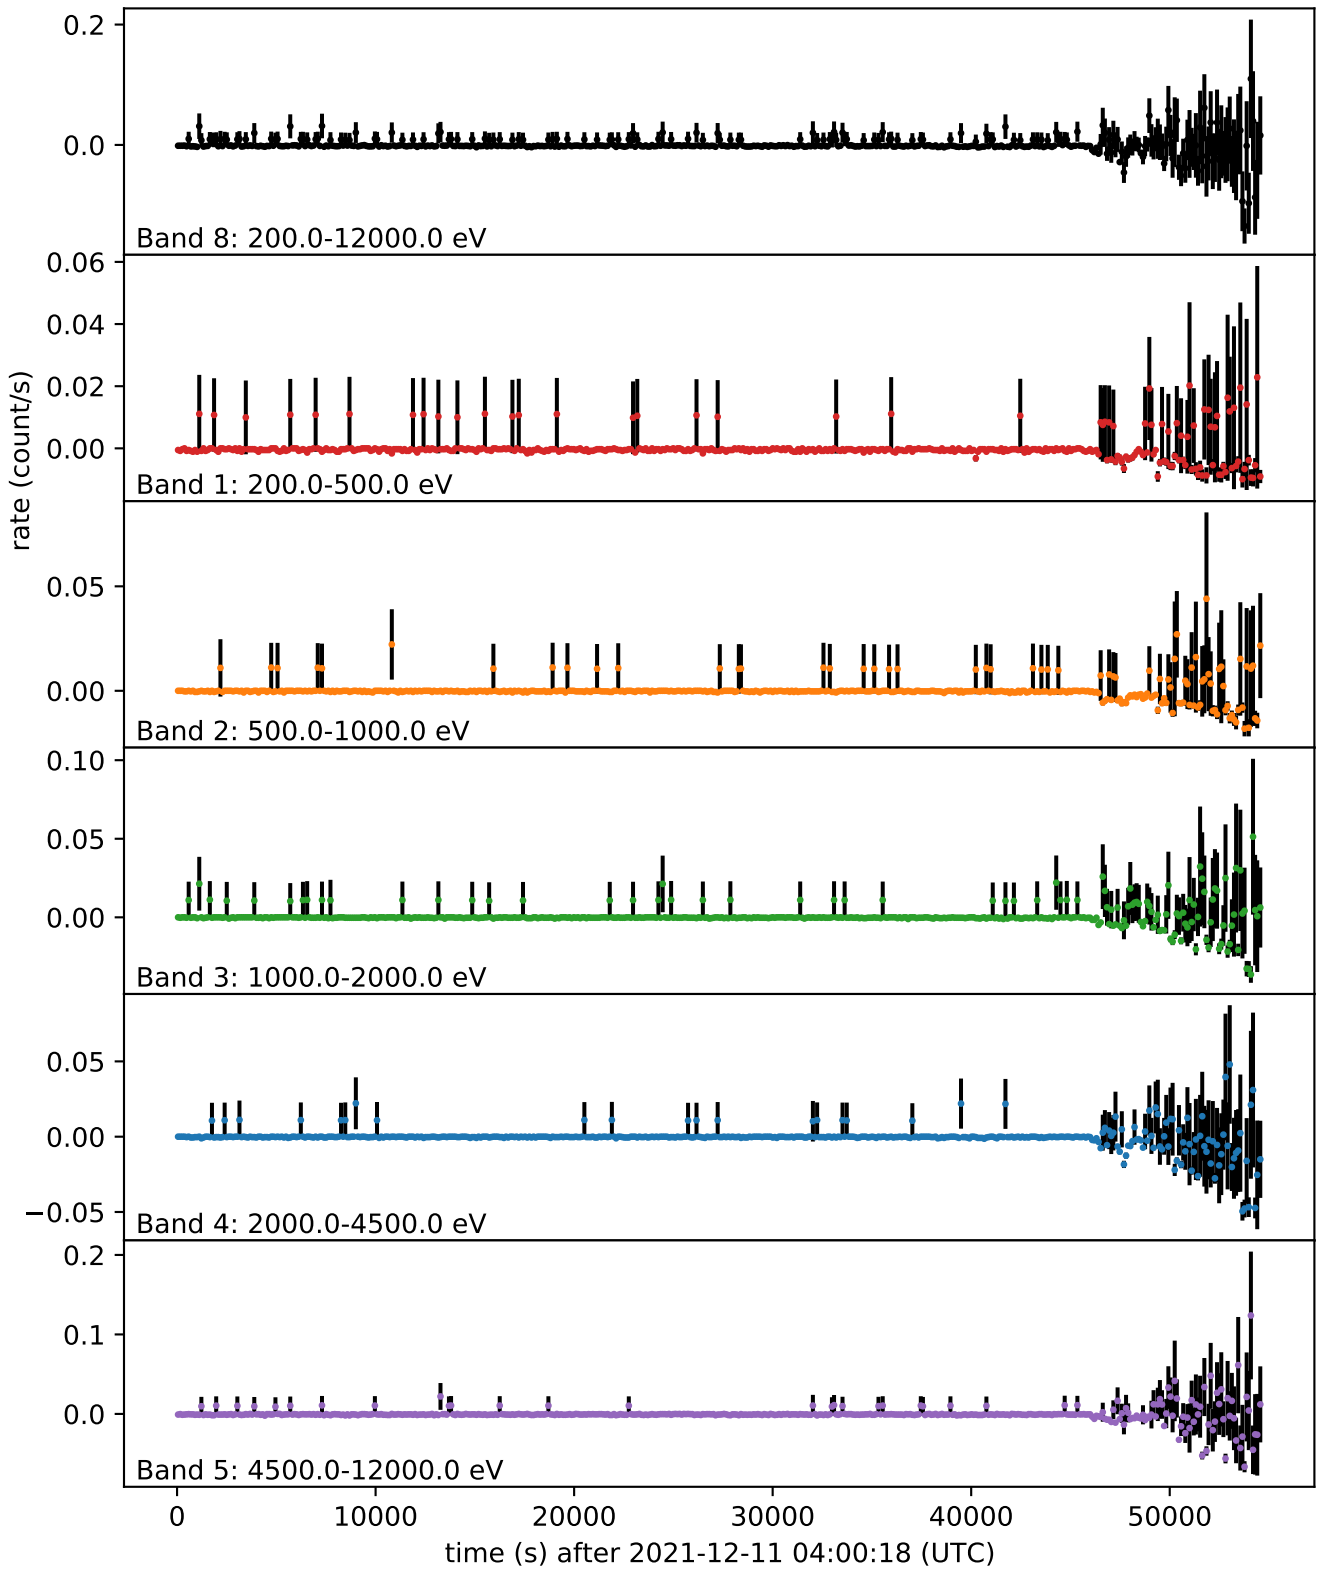 0.2
0.0
Band 8: 200.0-12000.0 eV
0.06
0.04
0.02
0.00
Band 1: 200.0-500.0 eV
rate (count/s)
0.05
0.00
Band 2: 500.0-1000.0 eV
0.10
0.05
0.00
Band 3: 1000.0-2000.0 eV
0.05
0.00
−0.05
Band 4: 2000.0-4500.0 eV
0.2
0.1
0.0
Band 5: 4500.0-12000.0 eV
0 10000 20000 30000 40000 50000
time (s) after 2021-12-11 04:00:18 (UTC)